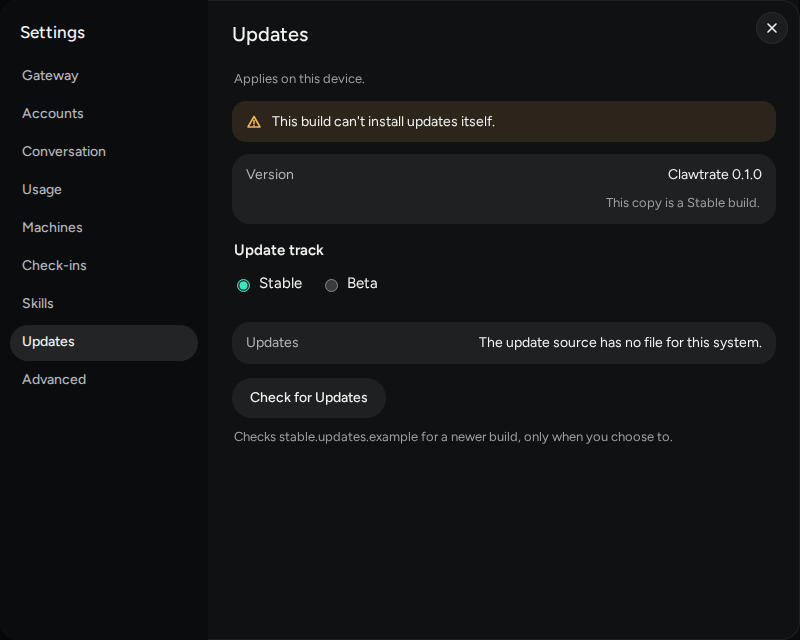 Settings
Gateway
Accounts
Conversation
Usage
Machines
Check-ins
Skills
Updates
Advanced
Updates
Applies on this device.
This build can't install updates itself.
Version
Clawtrate 0.1.0
This copy is a Stable build.
Update track
Stable
Beta
Updates
The update source has no file for this system.
Check for Updates
Checks stable.updates.example for a newer build, only when you choose to.